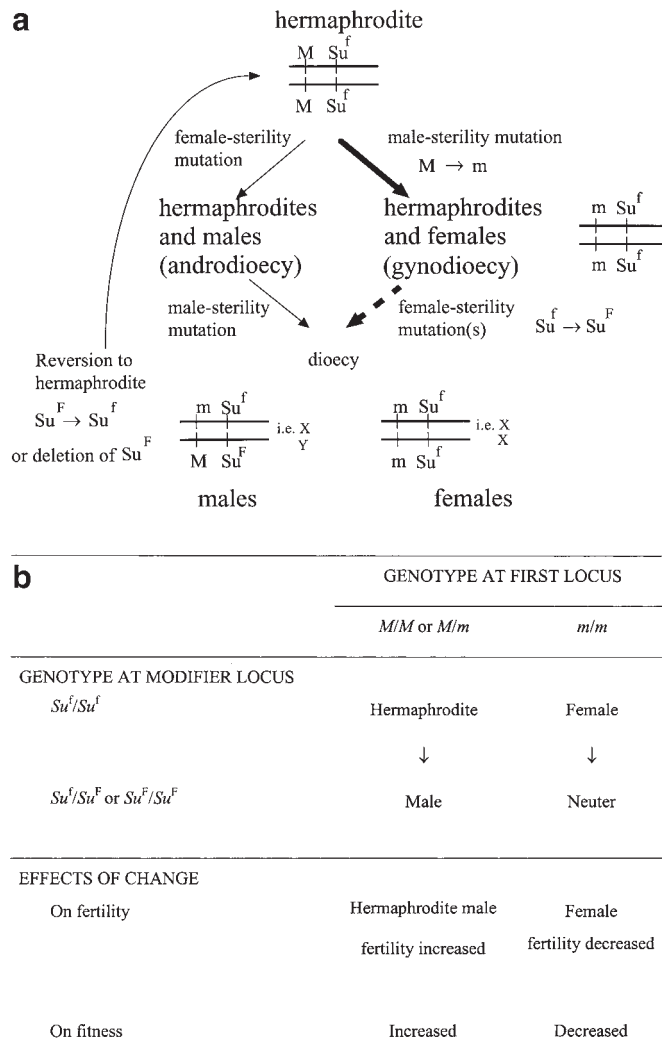 a
hermaphrodite
M Su^f
M Su^f
female-sterility
mutation
male-sterility mutation
M → m
hermaphrodites
and males
(androdioecy)
hermaphrodites
and females
(gynodioecy)
m Su^f
m Su^f
male-sterility
mutation
female-sterility
mutation(s)
Su^f → Su^F
dioecy
Reversion to
hermaphrodite
Su^F → Su^f
or deletion of Su^F
m Su^f
i.e. X
Y
M Su^F
males
m Su^f
i.e. X
X
m Su^f
females
b
GENOTYPE AT FIRST LOCUS
M/M or M/m m/m
GENOTYPE AT MODIFIER LOCUS
Su^f/Su^f Hermaphrodite Female
↓ ↓
Su^f/Su^F or Su^F/Su^F Male Neuter
EFFECTS OF CHANGE
On fertility Hermaphrodite male Female
fertility increased fertility decreased
On fitness Increased Decreased